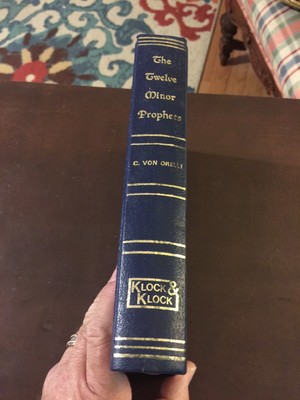 The
Twelve
Minor
Prophets
C. VON ORELLI
KLOCK &
KLOCK